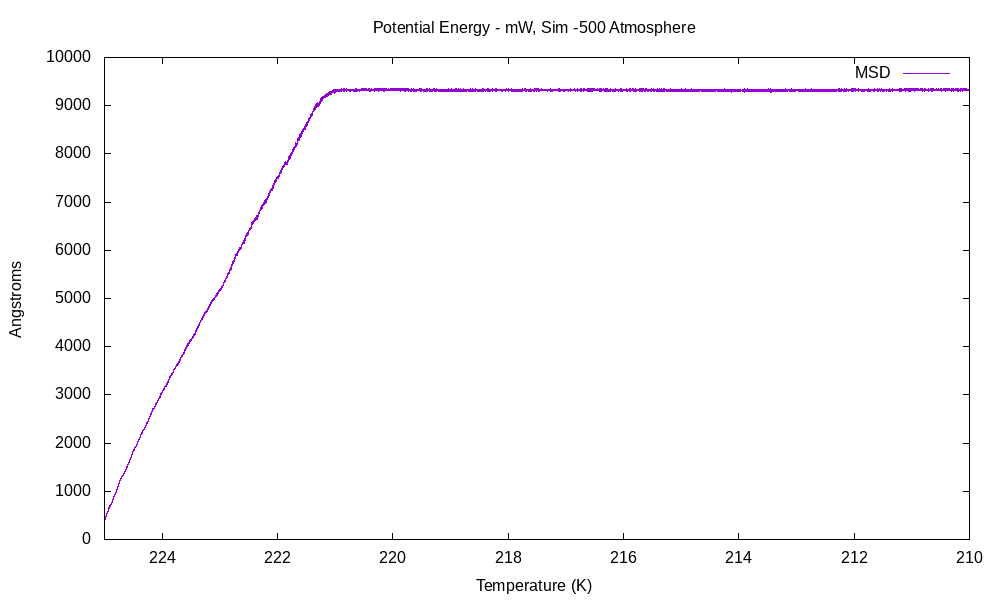 Potential Energy - mW, Sim -500 Atmosphere
MSD
10000
9000
8000
7000
6000
5000
4000
3000
2000
1000
0
Angstroms
224 222 220 218 216 214 212 210
Temperature (K)